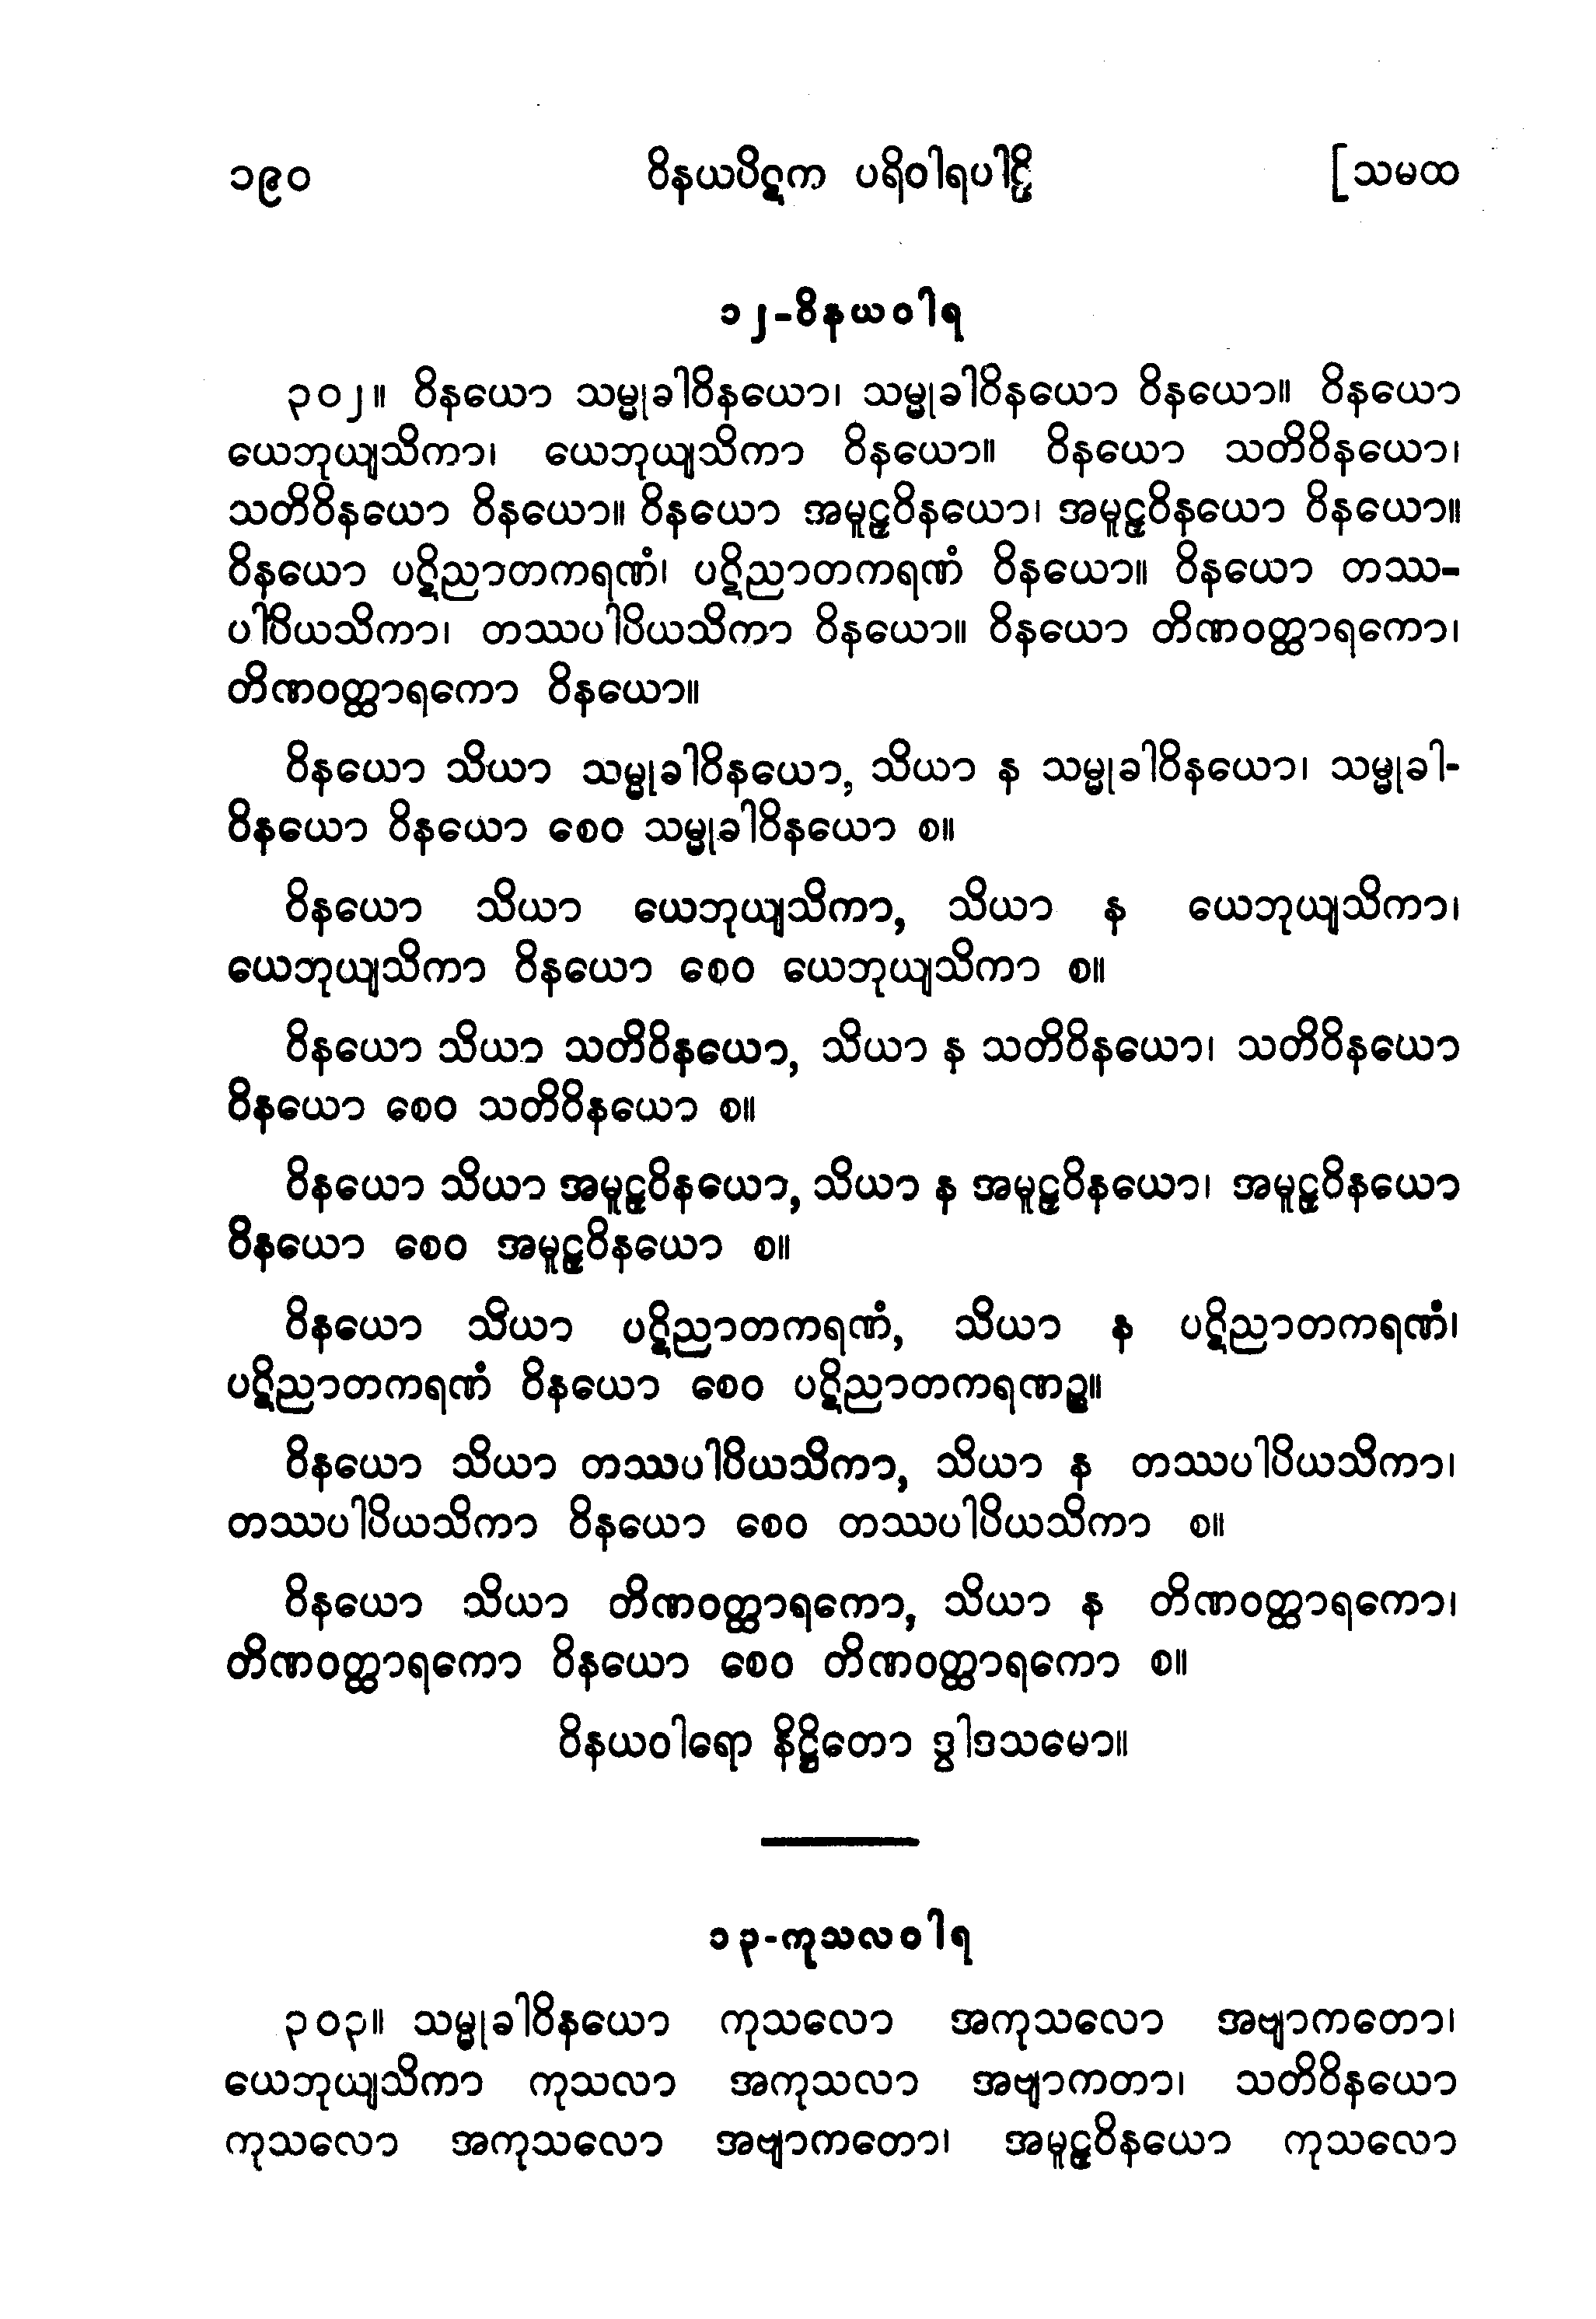 ၁၉၀ ဝိနယပိဋက ပရိဝါရပါဠိ [သမထ
၁၂-ဝိနယဝါရ
၃၀၂။ ဝိနယော သမ္မုခါဝိနယော၊ သမ္မုခါဝိနယော ဝိနယော။ ဝိနယော
ယေဘုယျသိကာ၊ ယေဘုယျသိကာ ဝိနယော။ ဝိနယော သတိဝိနယော၊
သတိဝိနယော ဝိနယော။ ဝိနယော အမူဠှဝိနယော၊ အမူဠှဝိနယော ဝိနယော။
ဝိနယော ပဋိညာတကရဏံ၊ ပဋိညာတကရဏံ ဝိနယော။ ဝိနယော တဿ-
ပါပိယသိကာ၊ တဿပါပိယသိကာ ဝိနယော။ ဝိနယော တိဏဝတ္ထာရကော၊
တိဏဝတ္ထာရကော ဝိနယော။
ဝိနယော သိယာ သမ္မုခါဝိနယော, သိယာ န သမ္မုခါဝိနယော၊ သမ္မုခါ-
ဝိနယော ဝိနယော စေဝ သမ္မုခါဝိနယော စ။
ဝိနယော သိယာ ယေဘုယျသိကာ, သိယာ န ယေဘုယျသိကာ၊
ယေဘုယျသိကာ ဝိနယော စေဝ ယေဘုယျသိကာ စ။
ဝိနယော သိယာ သတိဝိနယော, သိယာ န သတိဝိနယော၊ သတိဝိနယော
ဝိနယော စေဝ သတိဝိနယော စ။
ဝိနယော သိယာ အမူဠှဝိနယော, သိယာ န အမူဠှဝိနယော၊ အမူဠှဝိနယော
ဝိနယော စေဝ အမူဠှဝိနယော စ။
ဝိနယော သိယာ ပဋိညာတကရဏံ, သိယာ န ပဋိညာတကရဏံ၊
ပဋိညာတကရဏံ ဝိနယော စေဝ ပဋိညာတကရဏဉ္စ။
ဝိနယော သိယာ တဿပါပိယသိကာ, သိယာ န တဿပါပိယသိကာ၊
တဿပါပိယသိကာ ဝိနယော စေဝ တဿပါပိယသိကာ စ။
ဝိနယော သိယာ တိဏဝတ္ထာရကော, သိယာ န တိဏဝတ္ထာရကော၊
တိဏဝတ္ထာရကော ဝိနယော စေဝ တိဏဝတ္ထာရကော စ။
ဝိနယဝါရော နိဋ္ဌိတော ဒွါဒသမော။
၁၃-ကုသလဝါရ
၃၀၃။ သမ္မုခါဝိနယော ကုသလော အကုသလော အဗျာကတော၊
ယေဘုယျသိကာ ကုသလာ အကုသလာ အဗျာကတာ၊ သတိဝိနယော
ကုသလော အကုသလော အဗျာကတော၊ အမူဠှဝိနယော ကုသလော